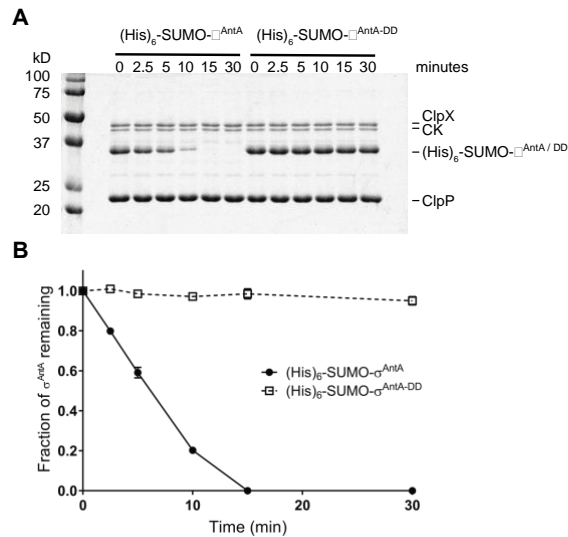 A
(His)6-SUMO-□AntA (His)6-SUMO-□AntA-DD
kD 0 2.5 5 10 15 30 0 2.5 5 10 15 30 minutes
100
75
50
37
25
20
ClpX
CK
(His)6-SUMO-□AntA / DD
ClpP
B
Fraction of σAntA remaining
1.0
0.8
0.6
0.4
0.2
0.0
(His)6-SUMO-σAntA
(His)6-SUMO-σAntA-DD
0 10 20 30
Time (min)